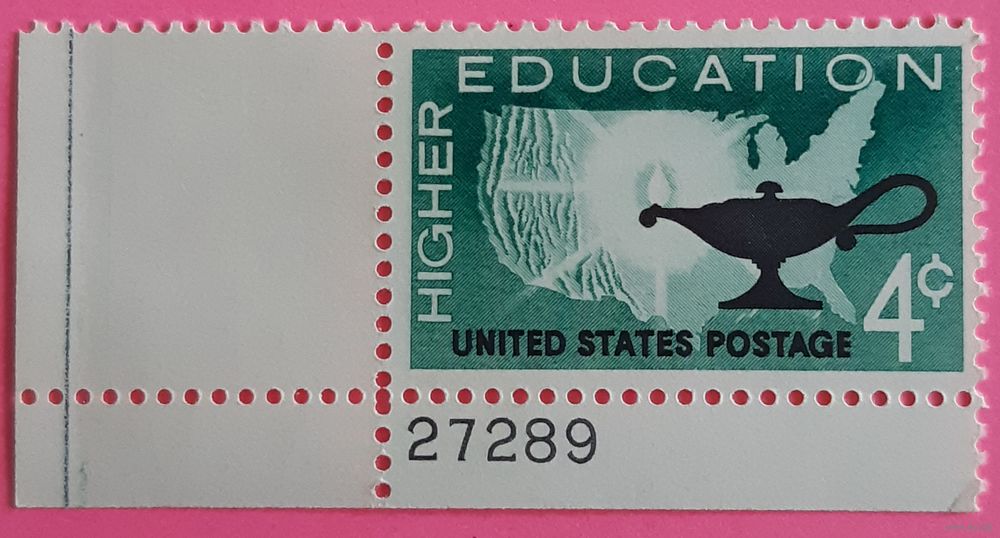 EDUCATION
HIGHER
4¢
UNITED STATES POSTAGE
27289